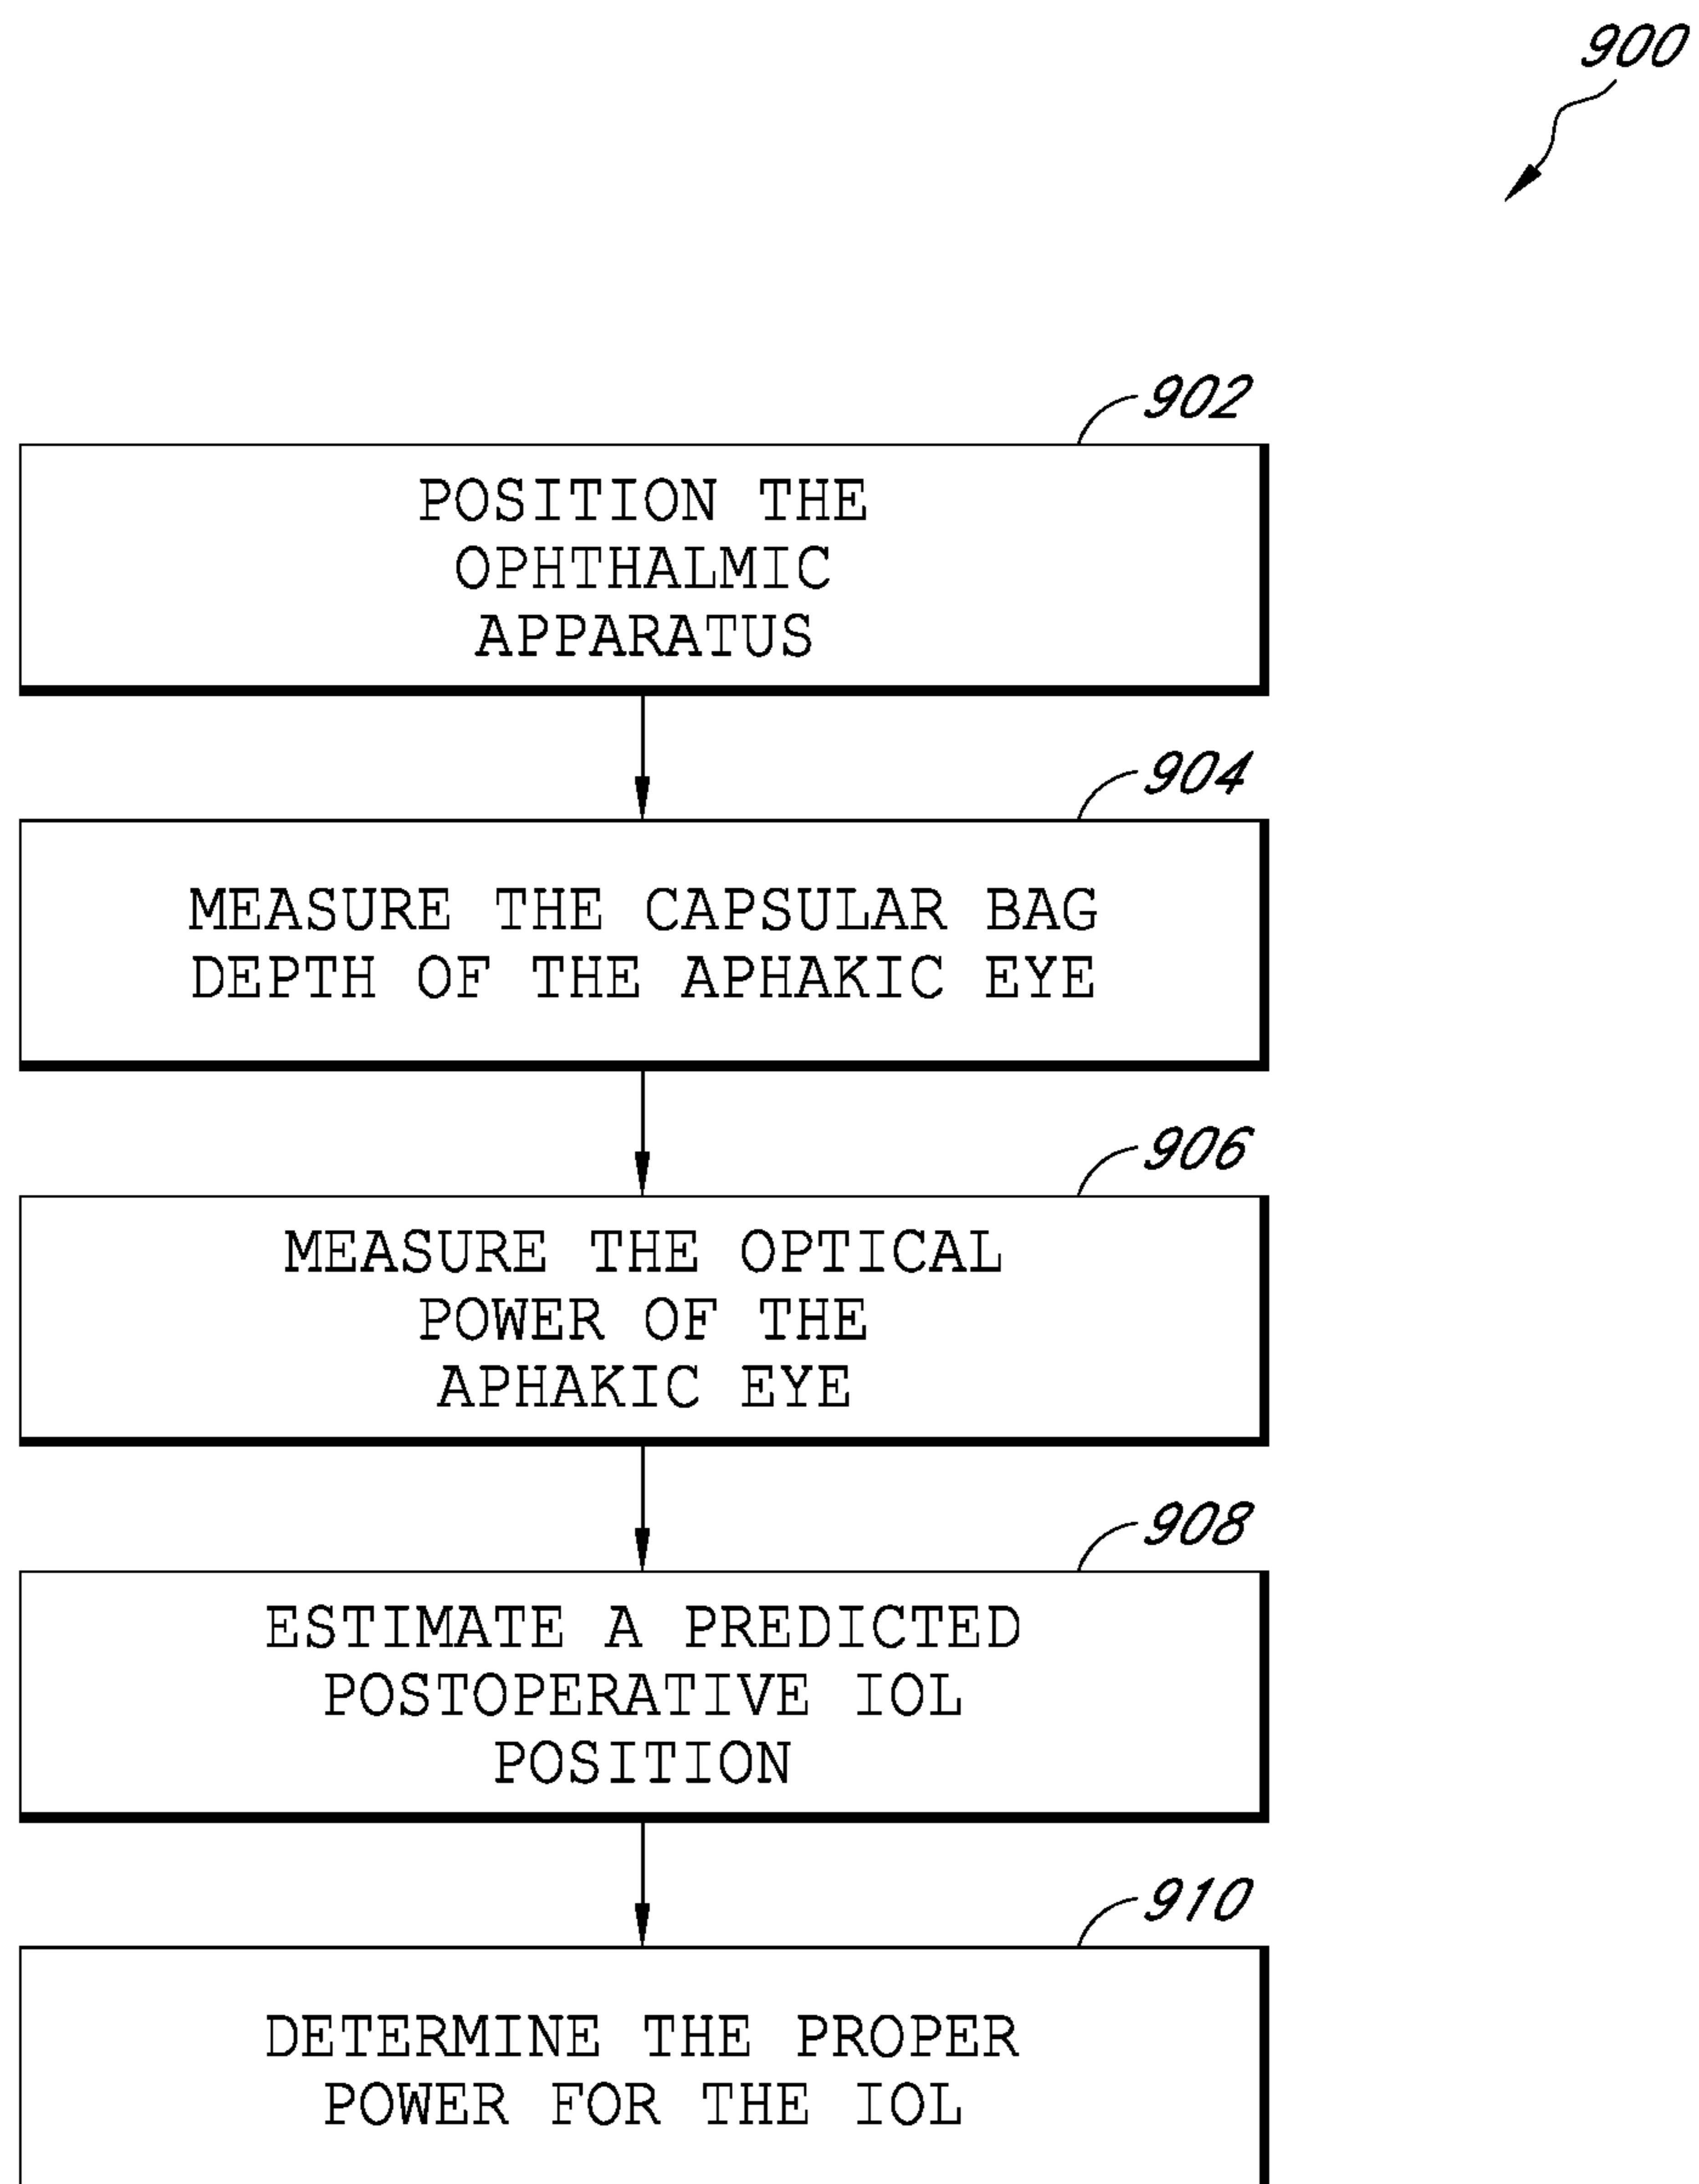 900
902
POSITION THE
OPHTHALMIC
APPARATUS
904
MEASURE THE CAPSULAR BAG
DEPTH OF THE APHAKIC EYE
906
MEASURE THE OPTICAL
POWER OF THE
APHAKIC EYE
908
ESTIMATE A PREDICTED
POSTOPERATIVE IOL
POSITION
910
DETERMINE THE PROPER
POWER FOR THE IOL